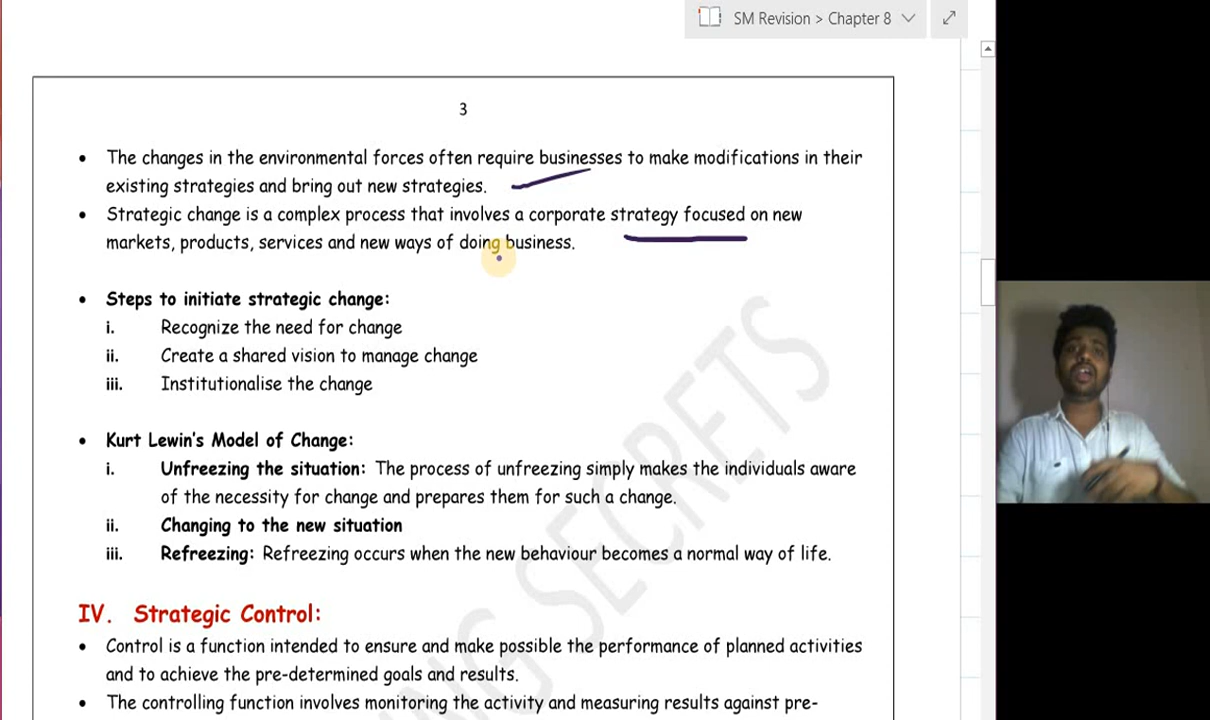 SM Revision > Chapter 8
3
• The changes in the environmental forces often require businesses to make modifications in their
existing strategies and bring out new strategies.
• Strategic change is a complex process that involves a corporate strategy focused on new
markets, products, services and new ways of doing business.
• Steps to initiate strategic change:
i. Recognize the need for change
ii. Create a shared vision to manage change
iii. Institutionalise the change
• Kurt Lewin's Model of Change:
i. Unfreezing the situation: The process of unfreezing simply makes the individuals aware
of the necessity for change and prepares them for such a change.
ii. Changing to the new situation
iii. Refreezing: Refreezing occurs when the new behaviour becomes a normal way of life.
IV. Strategic Control:
• Control is a function intended to ensure and make possible the performance of planned activities
and to achieve the pre-determined goals and results.
• The controlling function involves monitoring the activity and measuring results against pre-
SECRETS